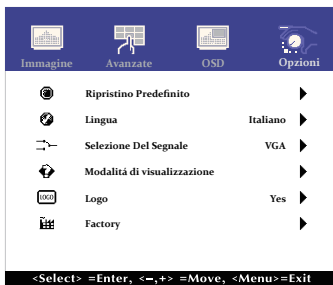 Immagine Avanzate OSD Opzioni
Ripristino Predefinito
Lingua Italiano
Selezione Del Segnale VGA
Modalitá di visualizzazione
LOGO Logo Yes
Factory
<Select> =Enter, <–,+> =Move, <Menu>=Exit